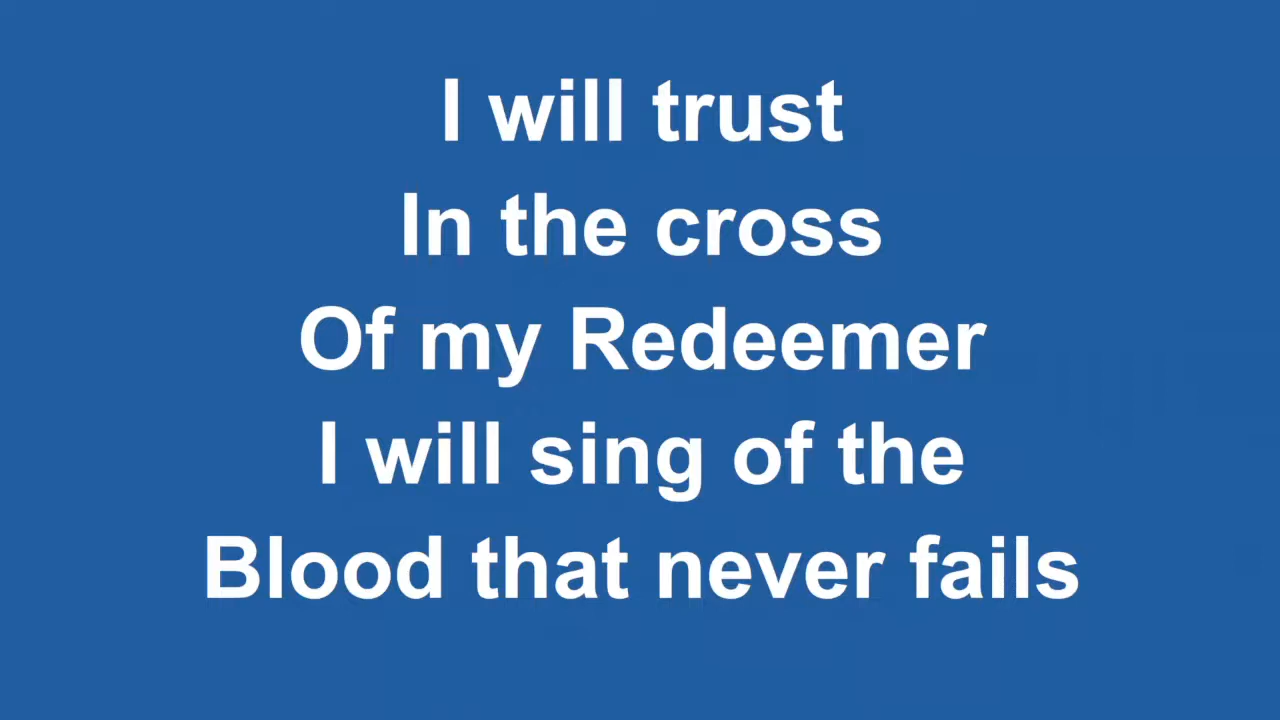 I will trust
In the cross
Of my Redeemer
I will sing of the
Blood that never fails